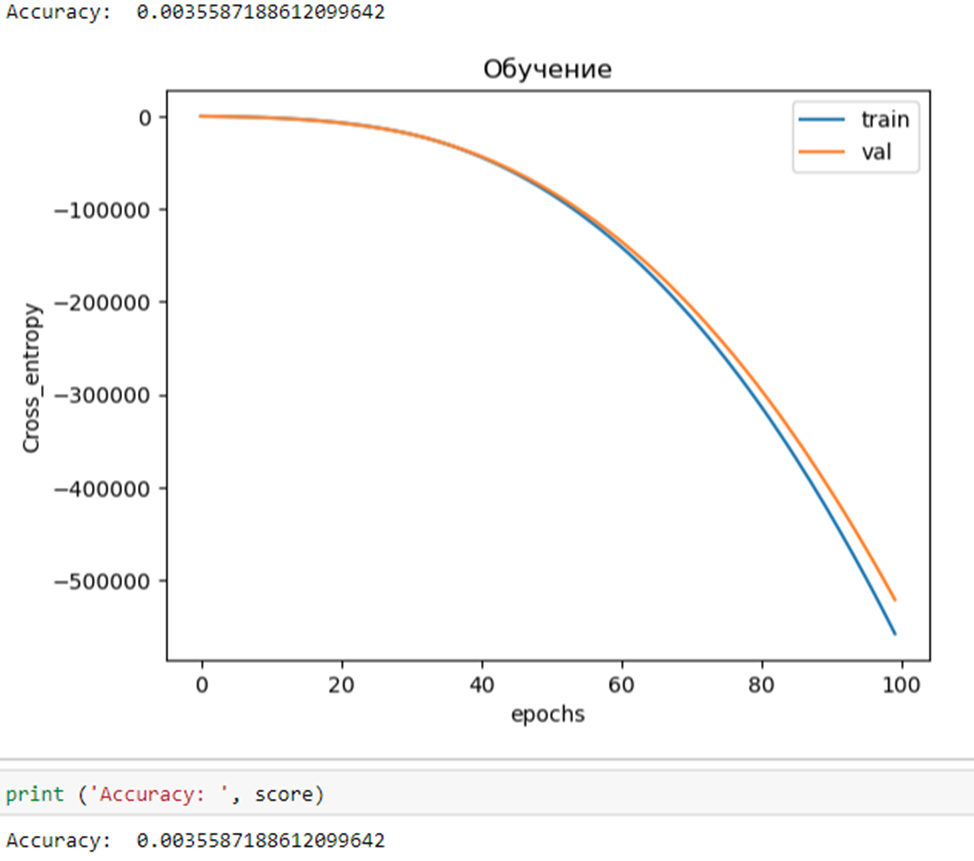 Accuracy:  0.0035587188612099642
Обучение
train
val
0
−100000
−200000
−300000
−400000
−500000
Cross_entropy
0 20 40 60 80 100
epochs
print ('Accuracy: ', score)
Accuracy:  0.0035587188612099642